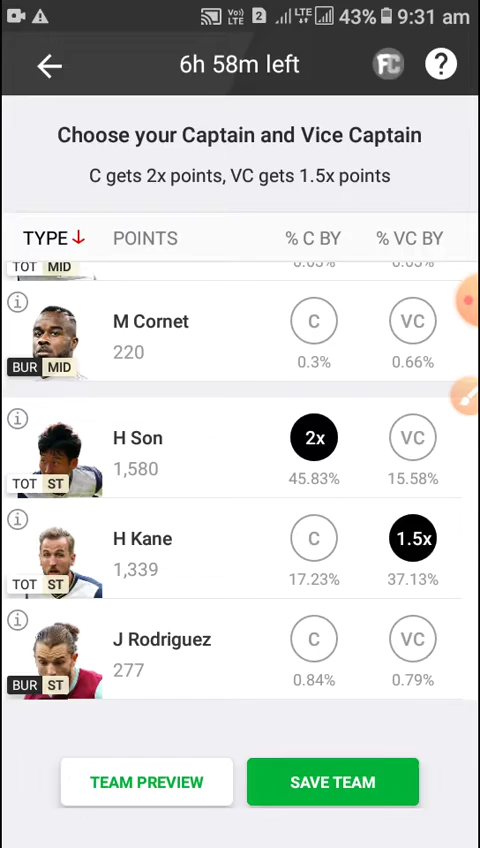 Vo)) LTE 2 LTE 43% 9:31 am
6h 58m left FC ?
Choose your Captain and Vice Captain
C gets 2x points, VC gets 1.5x points
TYPE POINTS % C BY % VC BY
TOT MID
M Cornet C VC
220 0.3% 0.66%
BUR MID
H Son 2x VC
1,580 45.83% 15.58%
TOT ST
H Kane C 1.5x
1,339 17.23% 37.13%
TOT ST
J Rodriguez C VC
277 0.84% 0.79%
BUR ST
TEAM PREVIEW SAVE TEAM